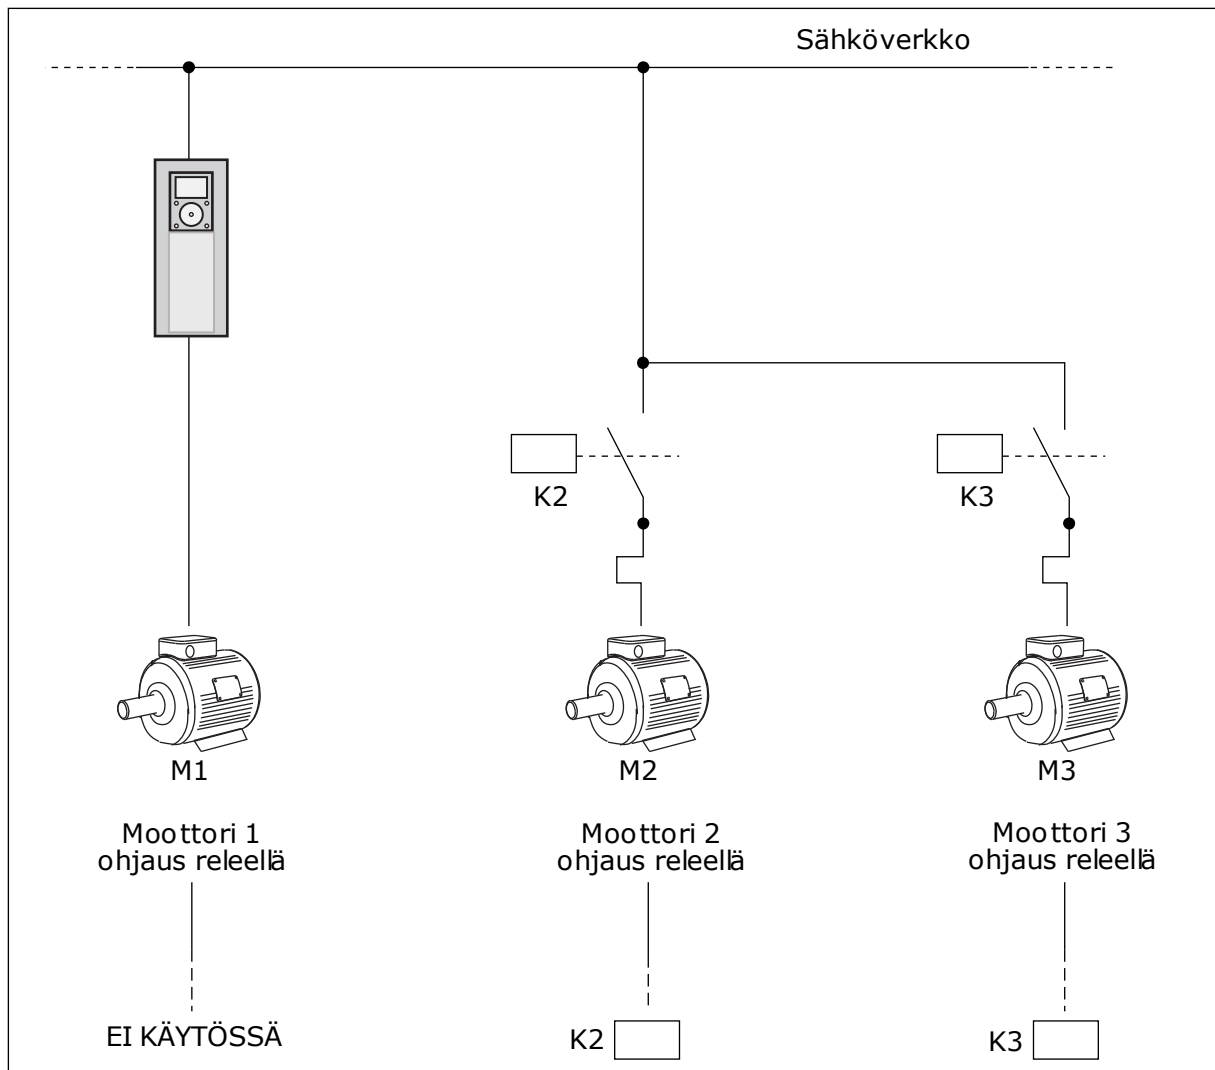 Sähköverkko
K2
K3
M1
M2
M3
Moottori 1
ohjaus releellä
Moottori 2
ohjaus releellä
Moottori 3
ohjaus releellä
EI KÄYTÖSSÄ
K2
K3